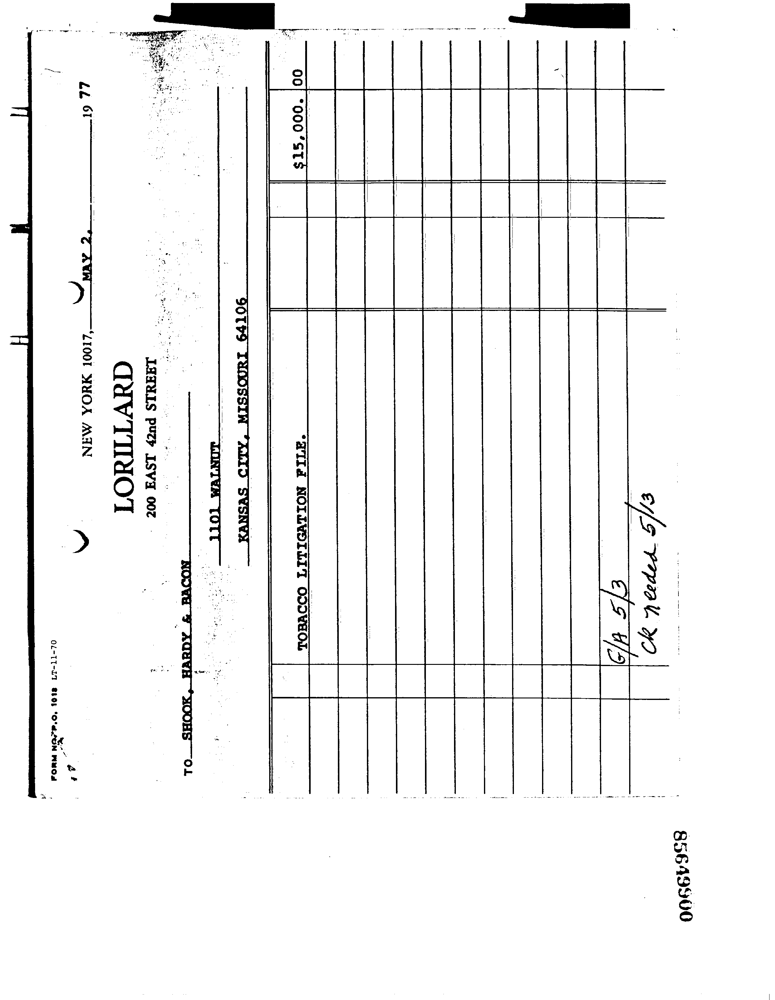 FORM NO. P.O. 1018 LT-11-70
NEW YORK 10017, MAY 2, 19 77
LORILLARD
200 EAST 42nd STREET
TO SHOOK, HARDY & BACON
1101 WALNUT
KANSAS CITY, MISSOURI 64106
TOBACCO LITIGATION FILE. $15,000. 00
G/A 5/3
CK needed 5/13
85649900